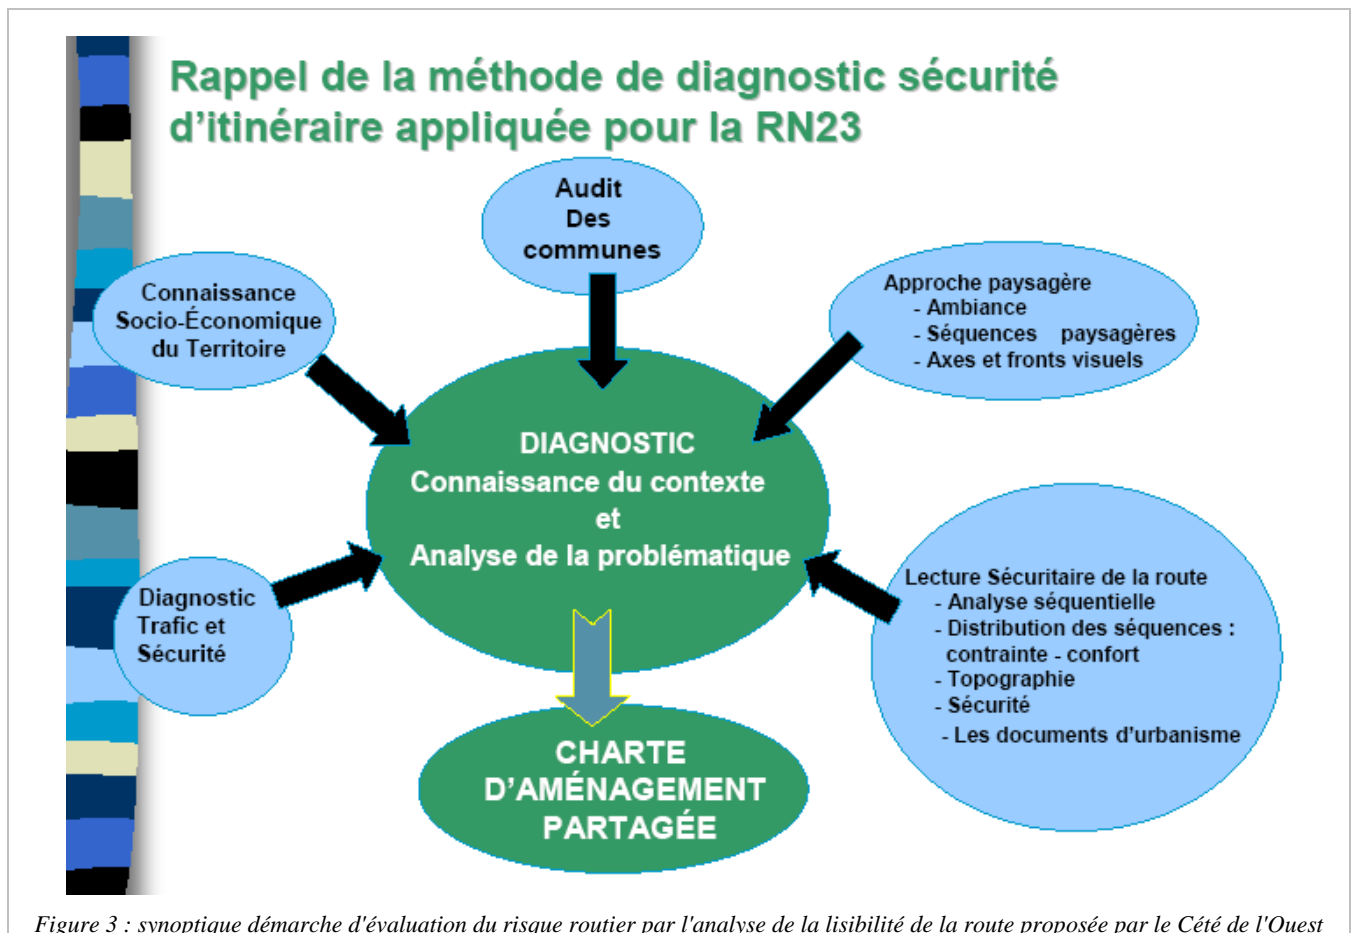 Rappel de la méthode de diagnostic sécurité
d'itinéraire appliquée pour la RN23
Audit
Des
communes
Connaissance
Socio-Économique
du Territoire
Approche paysagère
- Ambiance
- Séquences paysagères
- Axes et fronts visuels
DIAGNOSTIC
Connaissance du contexte
et
Analyse de la problématique
Diagnostic
Trafic et
Sécurité
Lecture Sécuritaire de la route
- Analyse séquentielle
- Distribution des séquences :
contrainte - confort
- Topographie
- Sécurité
- Les documents d'urbanisme
CHARTE
D'AMÉNAGEMENT
PARTAGÉE
Figure 3 : synoptique démarche d'évaluation du risque routier par l'analyse de la lisibilité de la route proposée par le Cété de l'Ouest